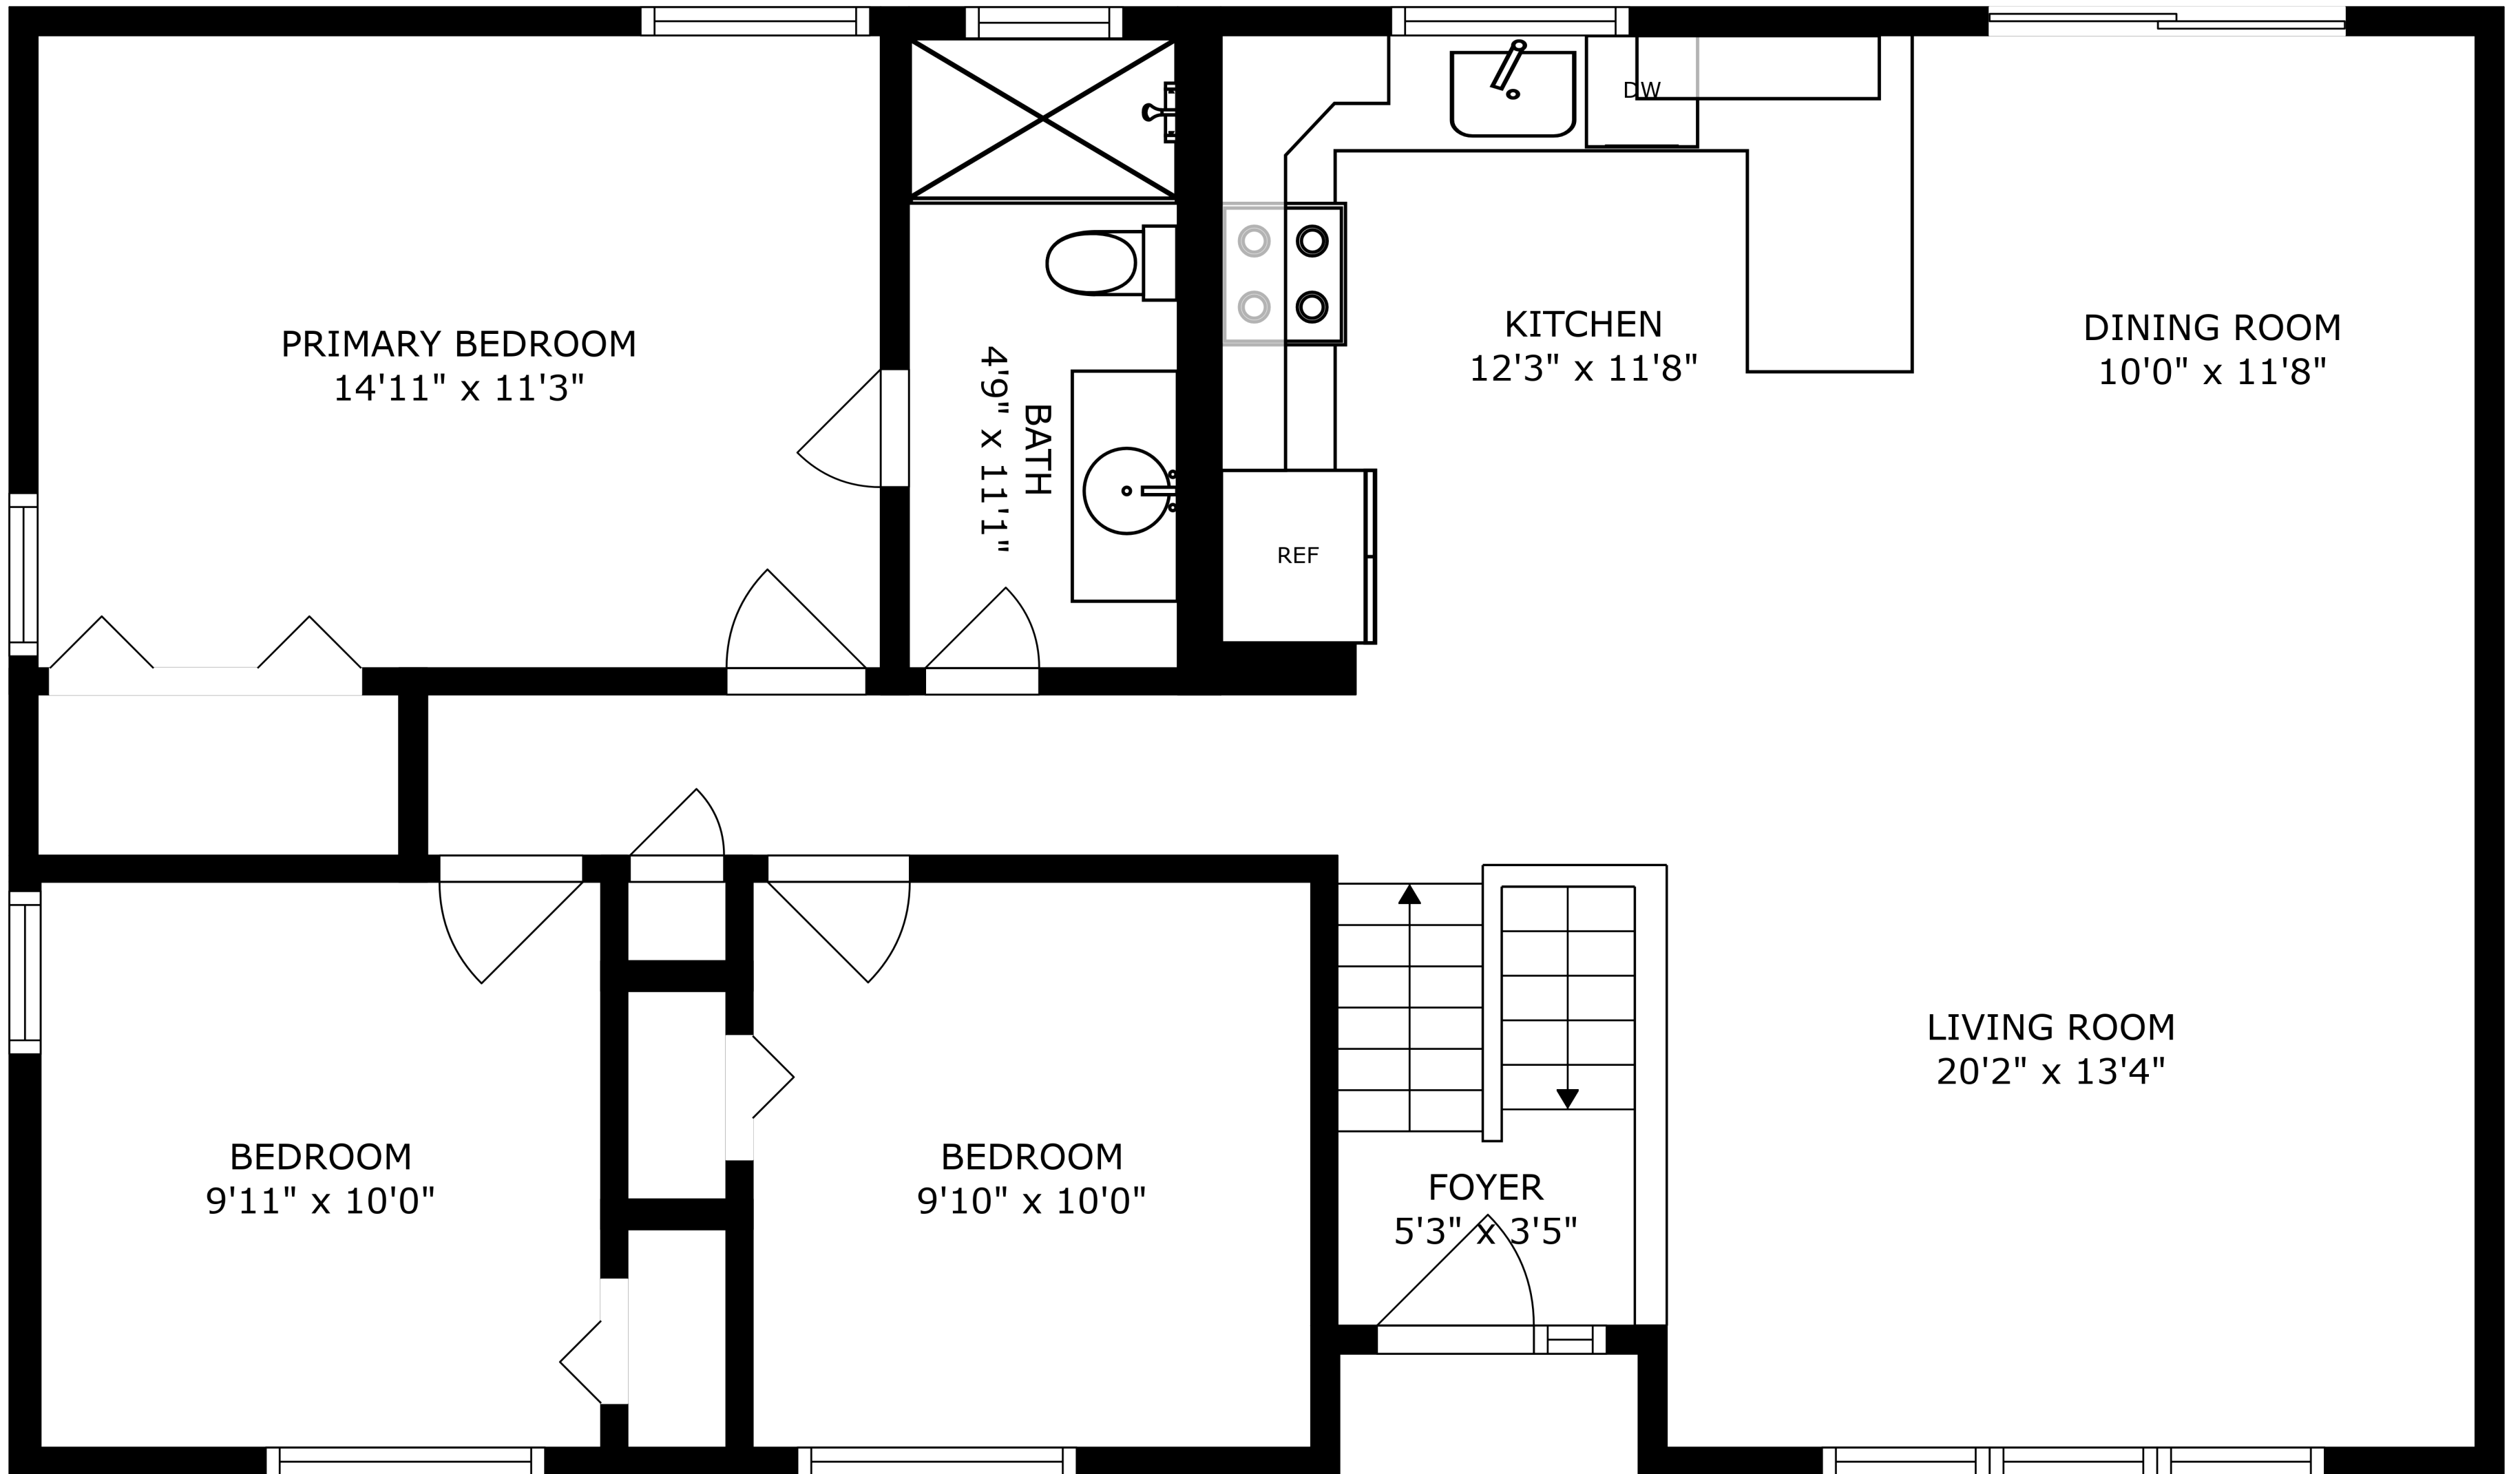 PRIMARY BEDROOM
14'11" x 11'3"
BATH
4'9" x 11'1"
DW
KITCHEN
12'3" x 11'8"
DINING ROOM
10'0" x 11'8"
REF
BEDROOM
9'11" x 10'0"
BEDROOM
9'10" x 10'0"
FOYER
5'3" x 3'5"
LIVING ROOM
20'2" x 13'4"